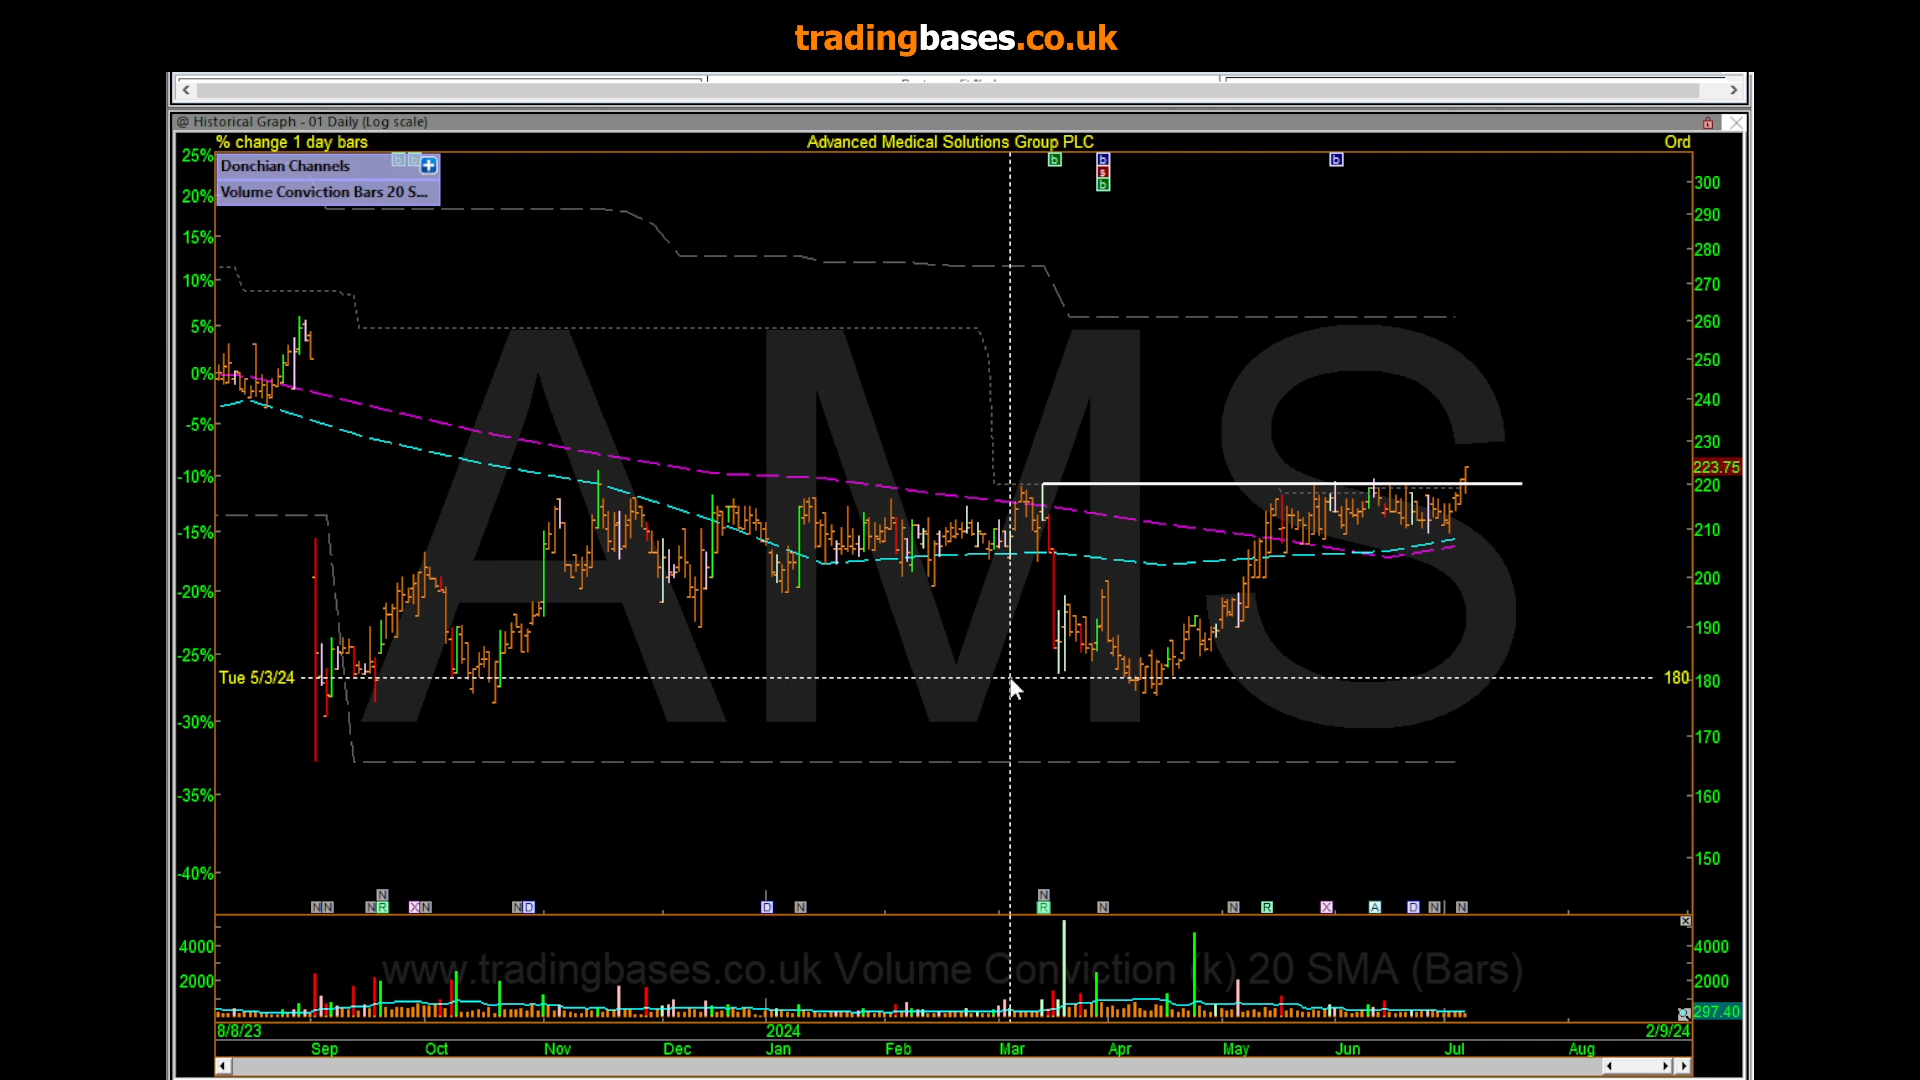 tradingbases.co.uk
@ Historical Graph - 01 Daily (Log scale)
% change 1 day bars
Advanced Medical Solutions Group PLC
Ord
Donchian Channels
Volume Conviction Bars 20 S...
b b
b b b
s
b
25%
20%
15%
10%
5%
0%
-5%
-10%
-15%
-20%
-25%
-30%
-35%
-40%
300
290
280
270
260
250
240
230
223.75
220
210
200
190
180
170
160
150
AMS
Tue 5/3/24
180
N N
N N N R X N N D D N R N N R X A D N N
4000 4000
2000 2000
www.tradingbases.co.uk Volume Conviction (k) 20 SMA (Bars)
297.40
8/8/23 2024 2/9/24
Sep Oct Nov Dec Jan Feb Mar Apr May Jun Jul Aug